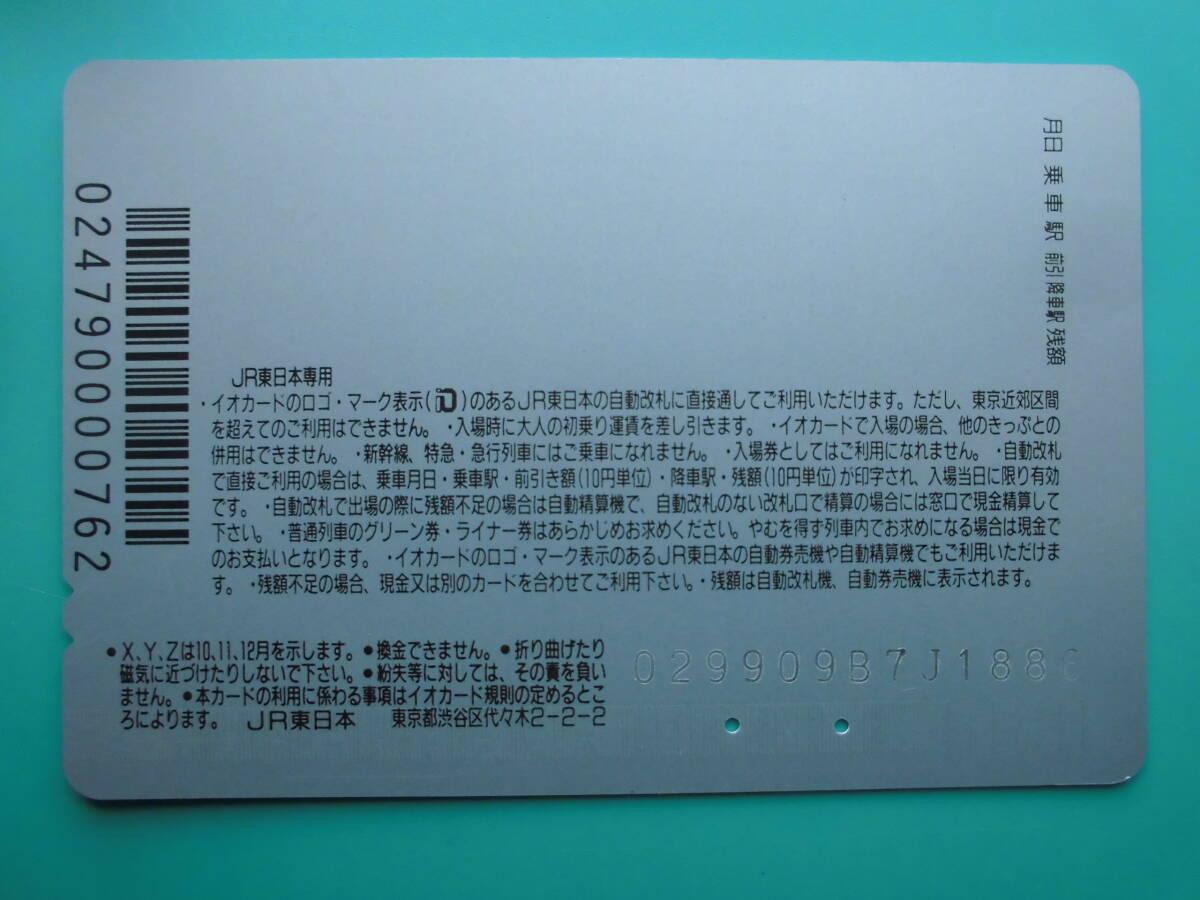 月日 乗車駅 前引 降車駅 残額
0247900000762
JR東日本専用
・イオカードのロゴ・マーク表示( iO )のあるJR東日本の自動改札に直接通してご利用いただけます。ただし、東京近郊区間
を超えてのご利用はできません。 ・入場時に大人の初乗り運賃を差し引きます。 ・イオカードで入場の場合、他のきっぷとの
併用はできません。 ・新幹線、特急・急行列車にはご乗車になれません。 ・入場券としてはご利用になれません。 ・自動改札
で直接ご利用の場合は、乗車月日・乗車駅・前引き額(10円単位)・降車駅・残額(10円単位)が印字され、入場当日に限り有効
です。 ・自動改札で出場の際に残額不足の場合は自動精算機で、自動改札のない改札口で精算の場合には窓口で現金精算して
下さい。 ・普通列車のグリーン券・ライナー券はあらかじめお求めください。やむを得ず列車内でお求めになる場合は現金で
のお支払いとなります。 ・イオカードのロゴ・マーク表示のあるJR東日本の自動券売機や自動精算機でもご利用いただけま
す。 ・残額不足の場合、現金又は別のカードを合わせてご利用下さい。・残額は自動改札機、自動券売機に表示されます。
●X、Y、Zは10、11、12月を示します。●換金できません。●折り曲げたり
磁気に近づけたりしないで下さい。●紛失等に対しては、その責を負い
ません。●本カードの利用に係わる事項はイオカード規則の定めるとこ
ろによります。 JR東日本 東京都渋谷区代々木2-2-2
029909B7J1886